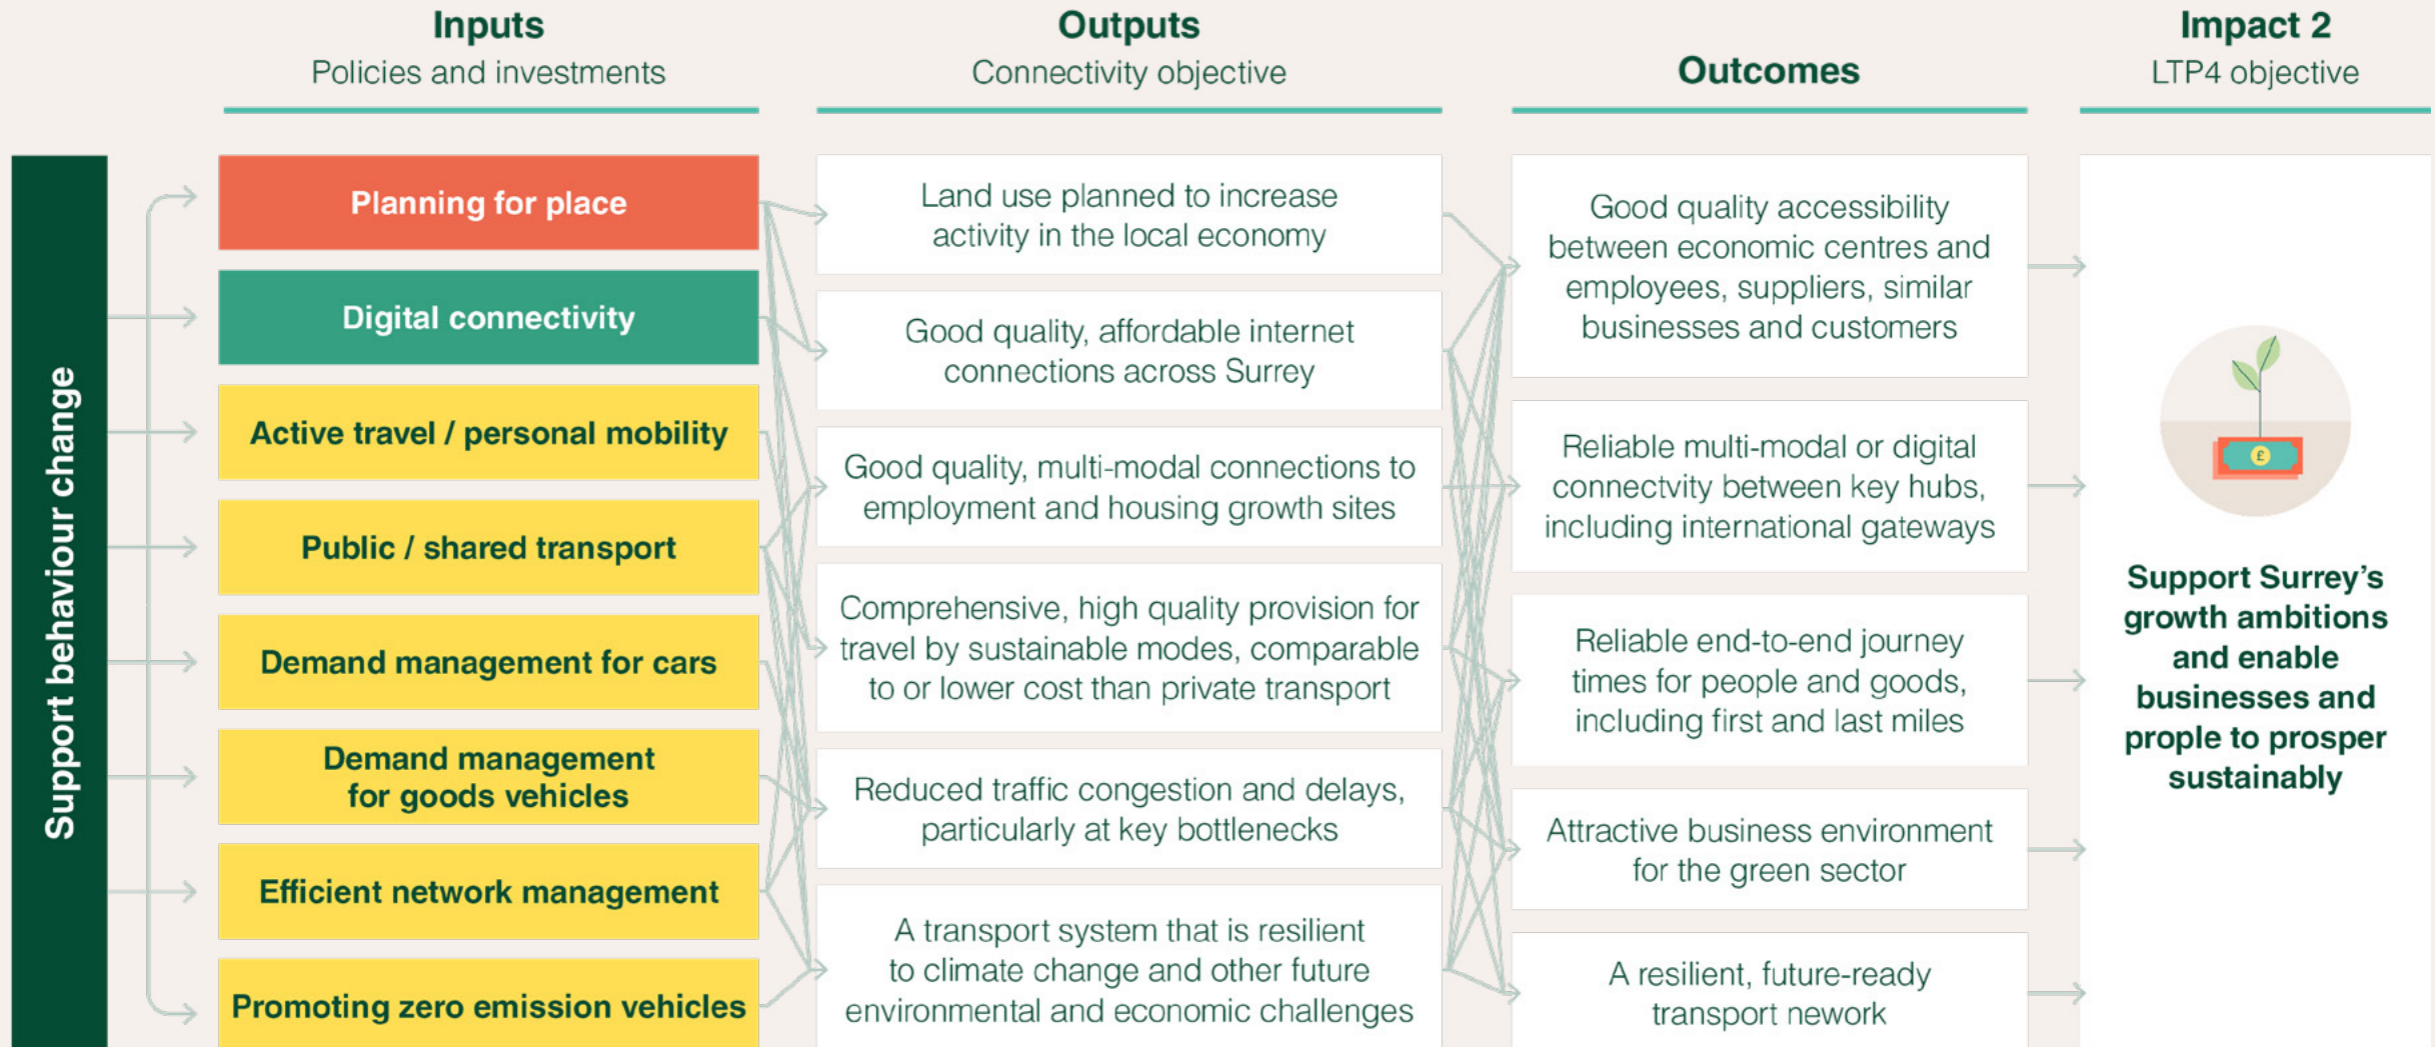 Inputs
Policies and investments
Outputs
Connectivity objective
Outcomes
Impact 2
LTP4 objective
Support behaviour change
Planning for place
Digital connectivity
Active travel / personal mobility
Public / shared transport
Demand management for cars
Demand management
for goods vehicles
Efficient network management
Promoting zero emission vehicles
Land use planned to increase
activity in the local economy
Good quality, affordable internet
connections across Surrey
Good quality, multi-modal connections to
employment and housing growth sites
Comprehensive, high quality provision for
travel by sustainable modes, comparable
to or lower cost than private transport
Reduced traffic congestion and delays,
particularly at key bottlenecks
A transport system that is resilient
to climate change and other future
environmental and economic challenges
Good quality accessibility
between economic centres and
employees, suppliers, similar
businesses and customers
Reliable multi-modal or digital
connectvity between key hubs,
including international gateways
Reliable end-to-end journey
times for people and goods,
including first and last miles
Attractive business environment
for the green sector
A resilient, future-ready
transport nework
£
Support Surrey’s
growth ambitions
and enable
businesses and
prople to prosper
sustainably